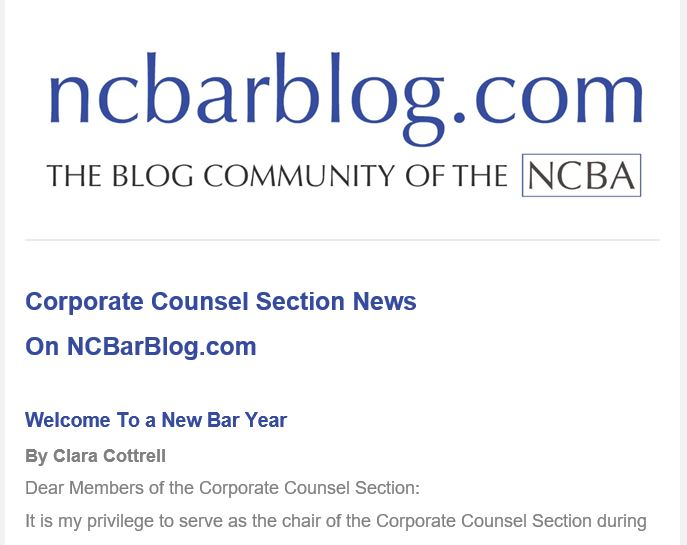 ncbarblog.com
THE BLOG COMMUNITY OF THE NCBA
Corporate Counsel Section News
On NCBarBlog.com
Welcome To a New Bar Year
By Clara Cottrell
Dear Members of the Corporate Counsel Section:
It is my privilege to serve as the chair of the Corporate Counsel Section during